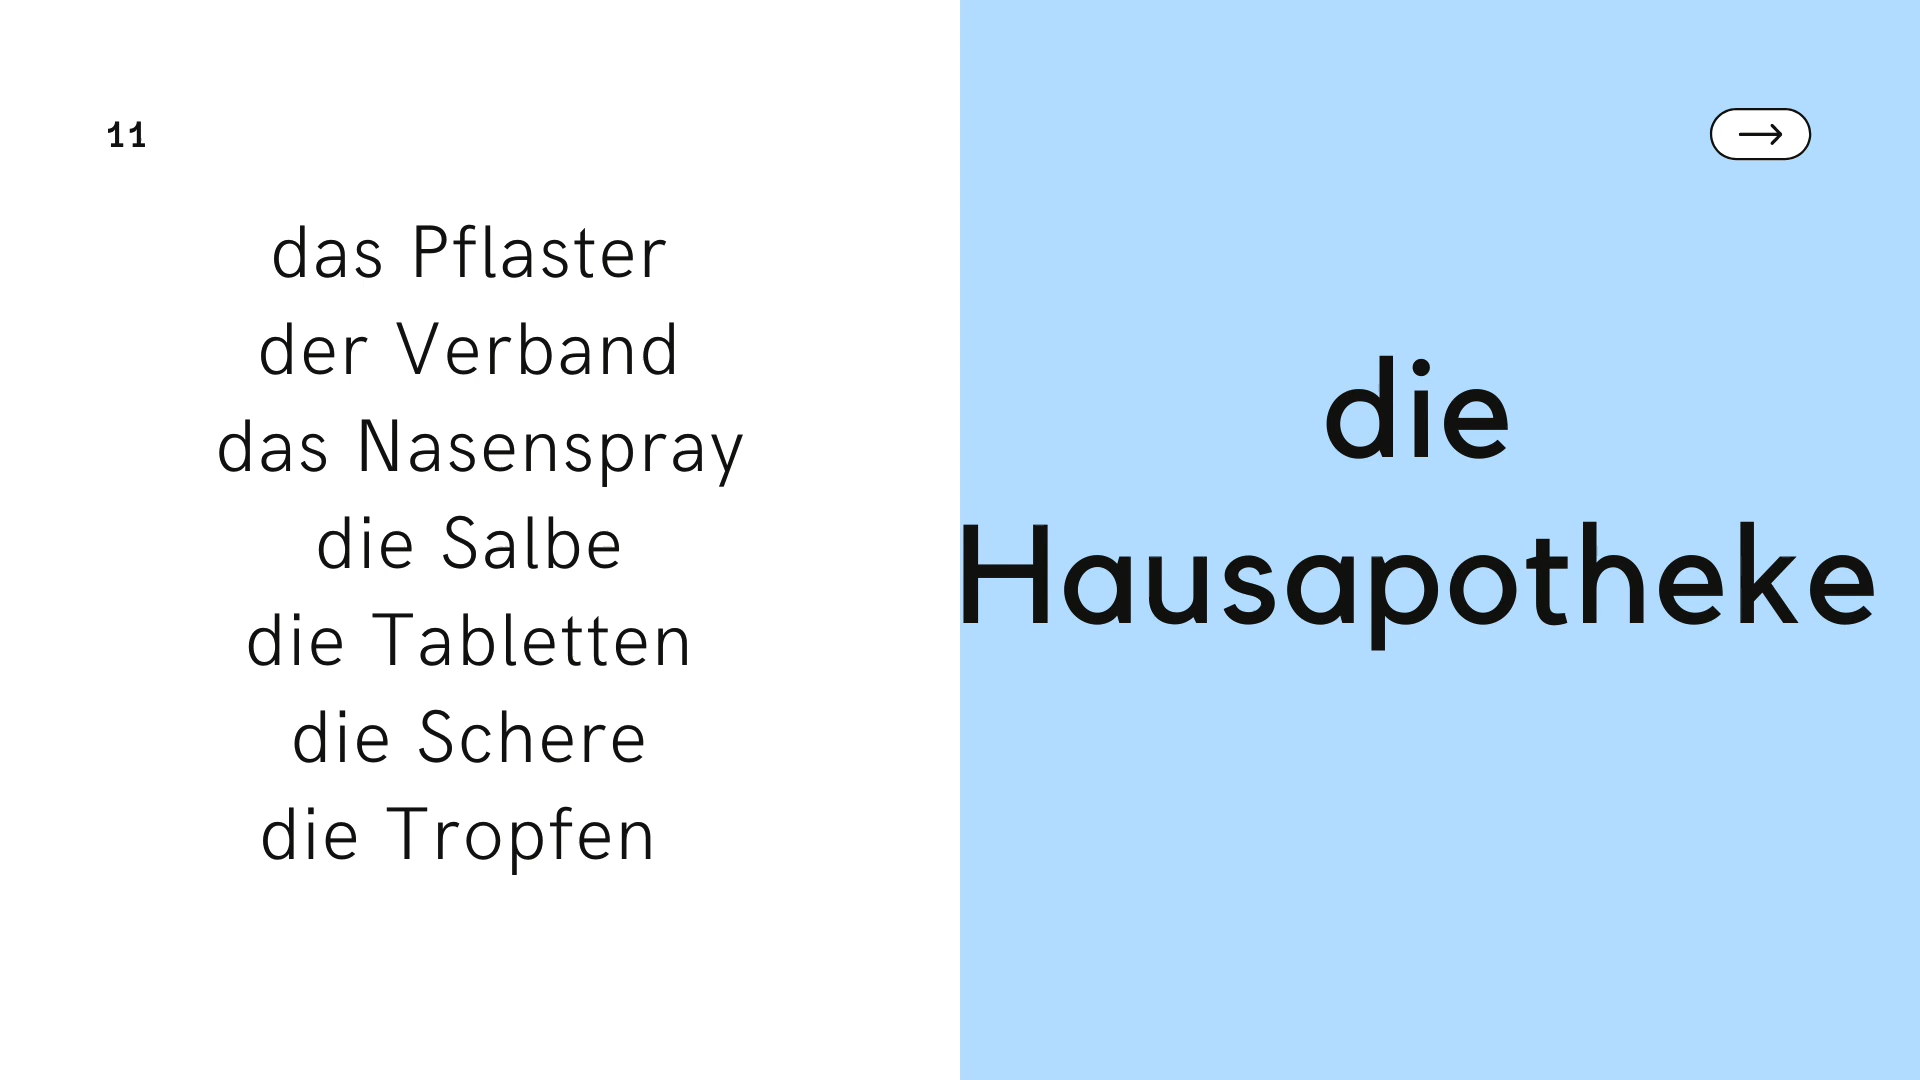 11
das Pflaster
der Verband
das Nasenspray
die Salbe
die Tabletten
die Schere
die Tropfen
die
Hausapotheke